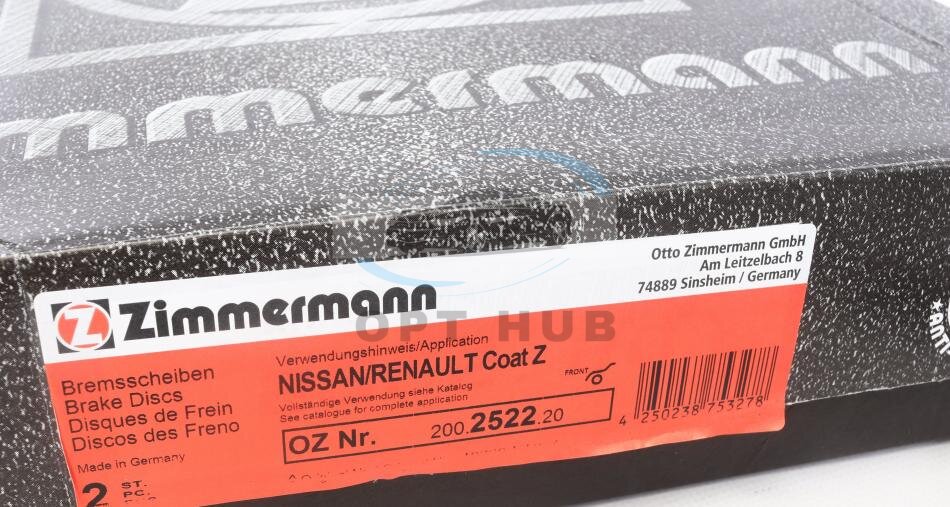 mmermann
Otto Zimmermann GmbH
Am Leitzelbach 8
74889 Sinsheim / Germany
Z Zimmermann
OPT HUB
Bremsscheiben
Brake Discs
Disques de Frein
Discos des Freno
Made in Germany
2 ST.
PC.
Verwendungshinweis/Application
NISSAN/RENAULT Coat Z
Vollständige Verwendung siehe Katalog
See catalogue for complete application
FRONT
OZ Nr. 200.2522.20
4 250238 753278